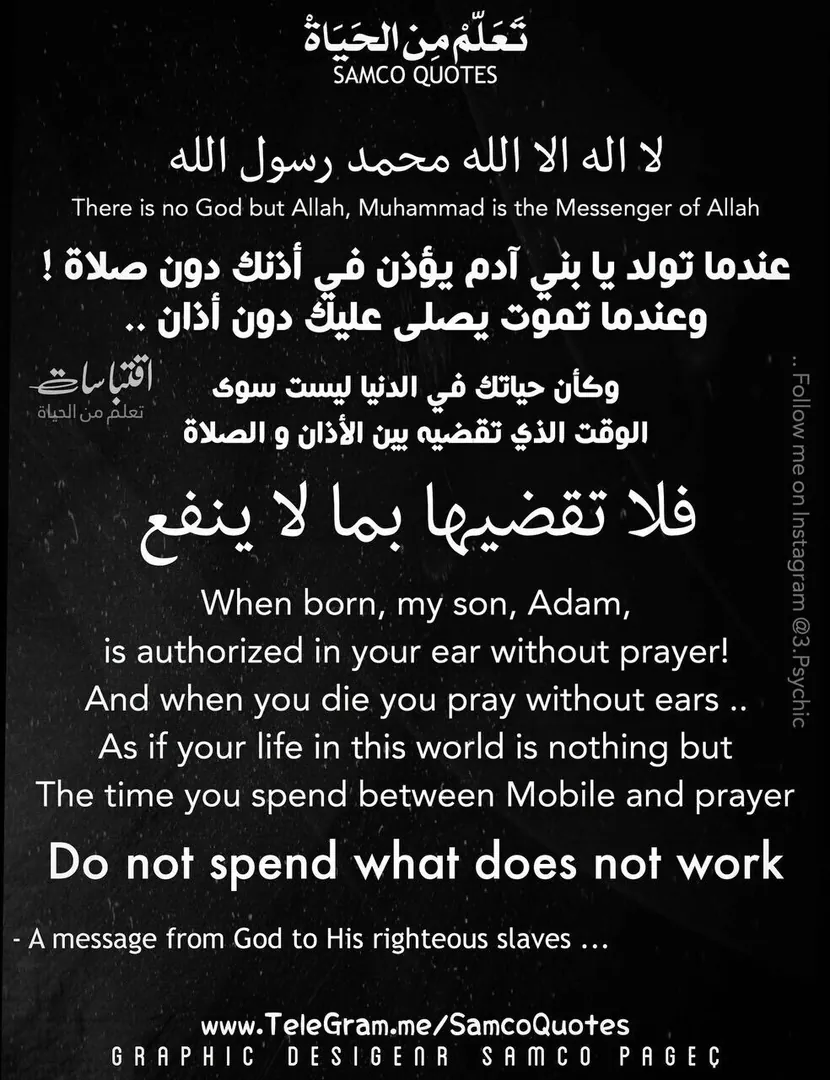 تَعَلَّمْ مِن الحَيَاةْ
SAMCO QUOTES
لا اله الا الله محمد رسول الله
There is no God but Allah, Muhammad is the Messenger of Allah
عندما تولد يا بني آدم يؤذن في أذنك دون صلاة !
وعندما تموت يصلى عليك دون أذان ..
اقتباسات
تعلم من الحياة
وكأن حياتك في الدنيا ليست سوى
الوقت الذي تقضيه بين الأذان و الصلاة
فلا تقضيها بما لا ينفع
.. Follow me on Instagram @3.Psychic
When born, my son, Adam,
is authorized in your ear without prayer!
And when you die you pray without ears ..
As if your life in this world is nothing but
The time you spend between Mobile and prayer
Do not spend what does not work
- A message from God to His righteous slaves ...
www.TeleGram.me/SamcoQuotes
GRAPHIC DESIGENR SAMCO PAGEÇ